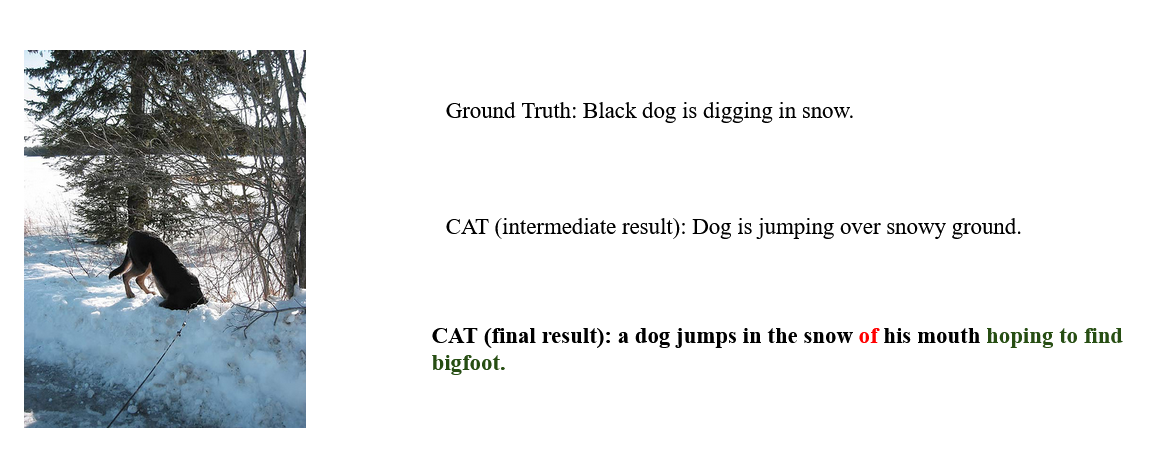 Ground Truth: Black dog is digging in snow.
CAT (intermediate result): Dog is jumping over snowy ground.
CAT (final result): a dog jumps in the snow of his mouth hoping to find
bigfoot.